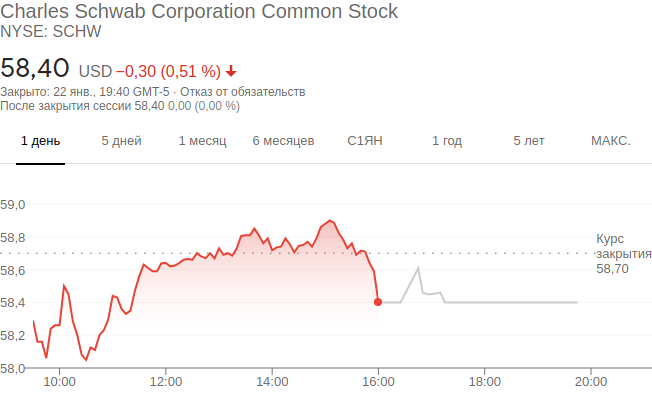 Charles Schwab Corporation Common Stock
NYSE: SCHW
58,40 USD −0,30 (0,51 %)
Закрыто: 22 янв., 19:40 GMT-5 · Отказ от обязательств
После закрытия сессии 58,40 0,00 (0,00 %)
1 день 5 дней 1 месяц 6 месяцев С1ЯН 1 год 5 лет МАКС.
59,0
58,8
58,6
58,4
58,2
58,0
Курс
закрытия
58,70
10:00 12:00 14:00 16:00 18:00 20:00